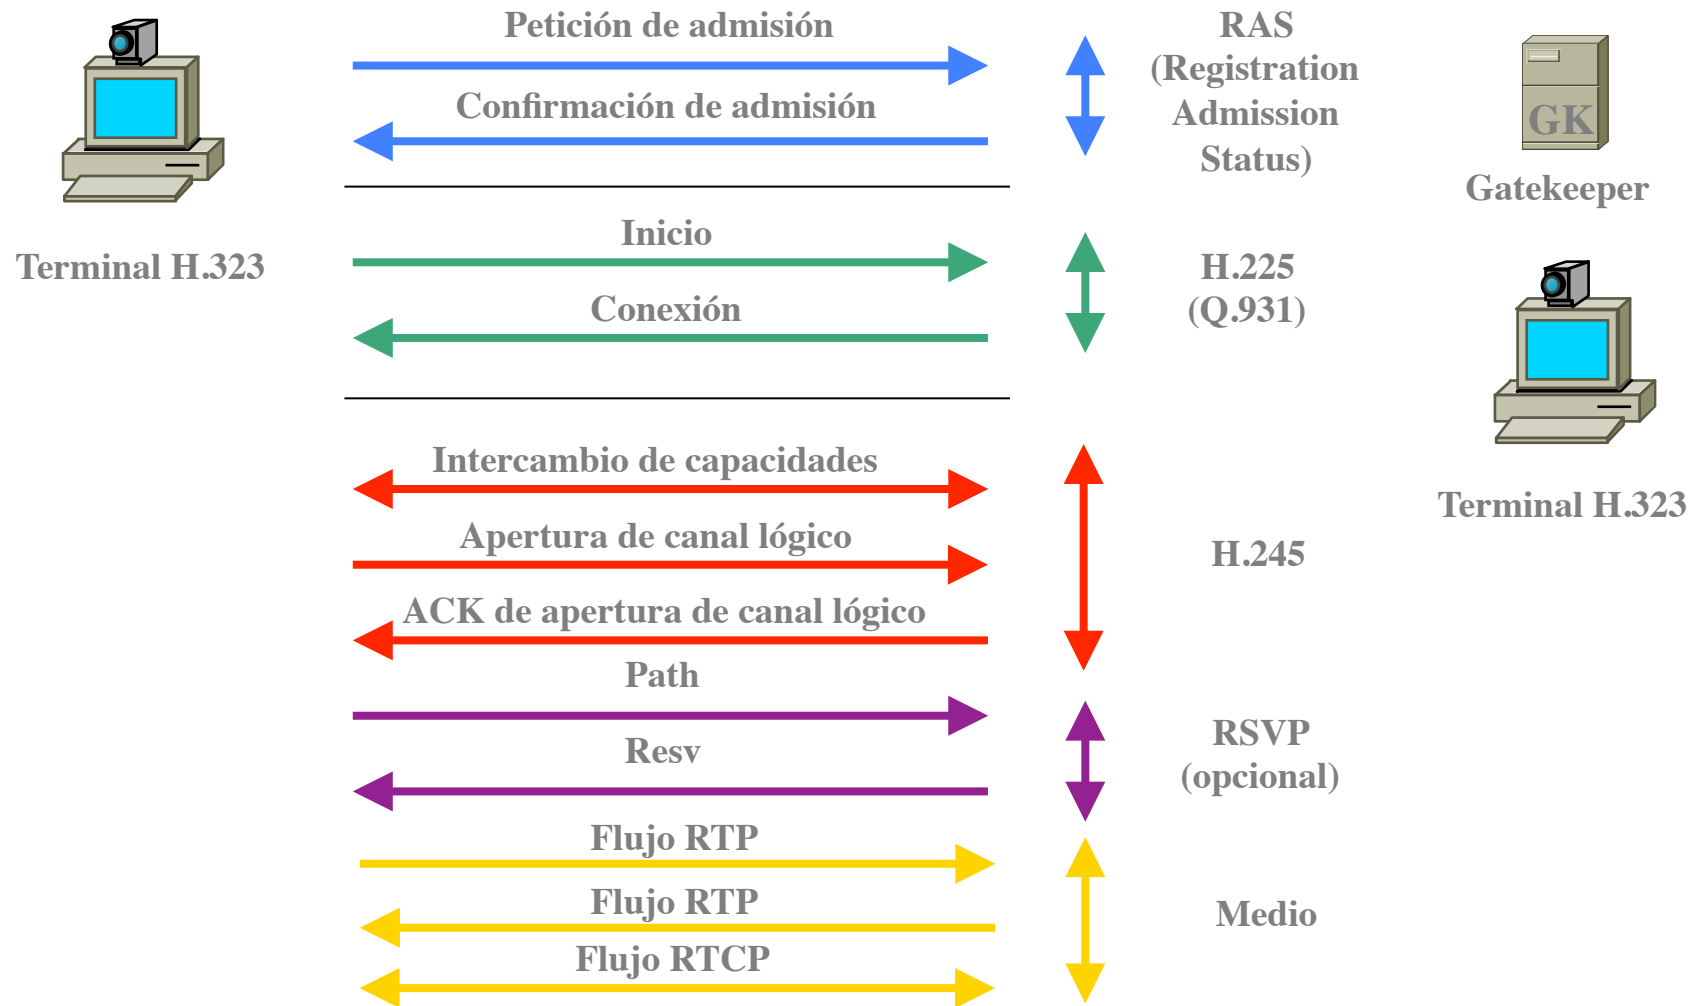 Petición de admisión
Confirmación de admisión
RAS
(Registration
Admission
Status)
GK
Gatekeeper
Terminal H.323
Inicio
Conexión
H.225
(Q.931)
Terminal H.323
Intercambio de capacidades
Apertura de canal lógico
ACK de apertura de canal lógico
H.245
Path
Resv
RSVP
(opcional)
Flujo RTP
Flujo RTP
Flujo RTCP
Medio